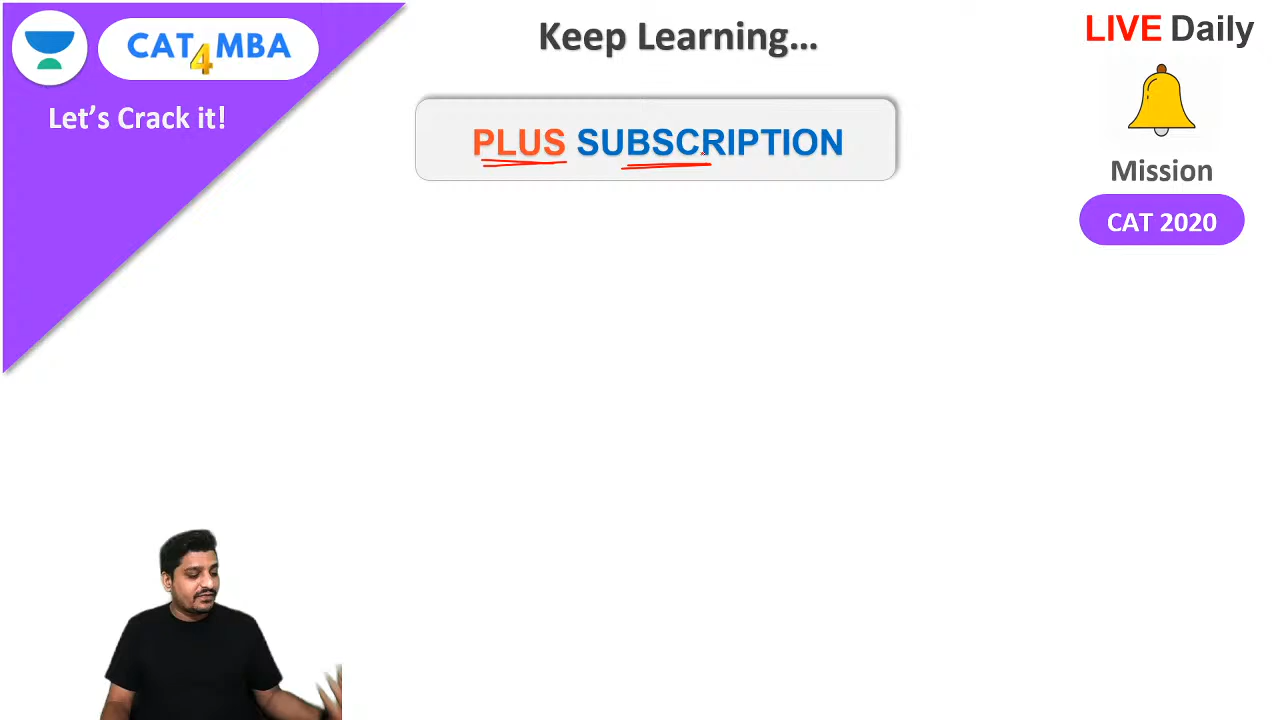 CAT4MBA
Let's Crack it!
Keep Learning...
PLUS SUBSCRIPTION
LIVE Daily
Mission
CAT 2020